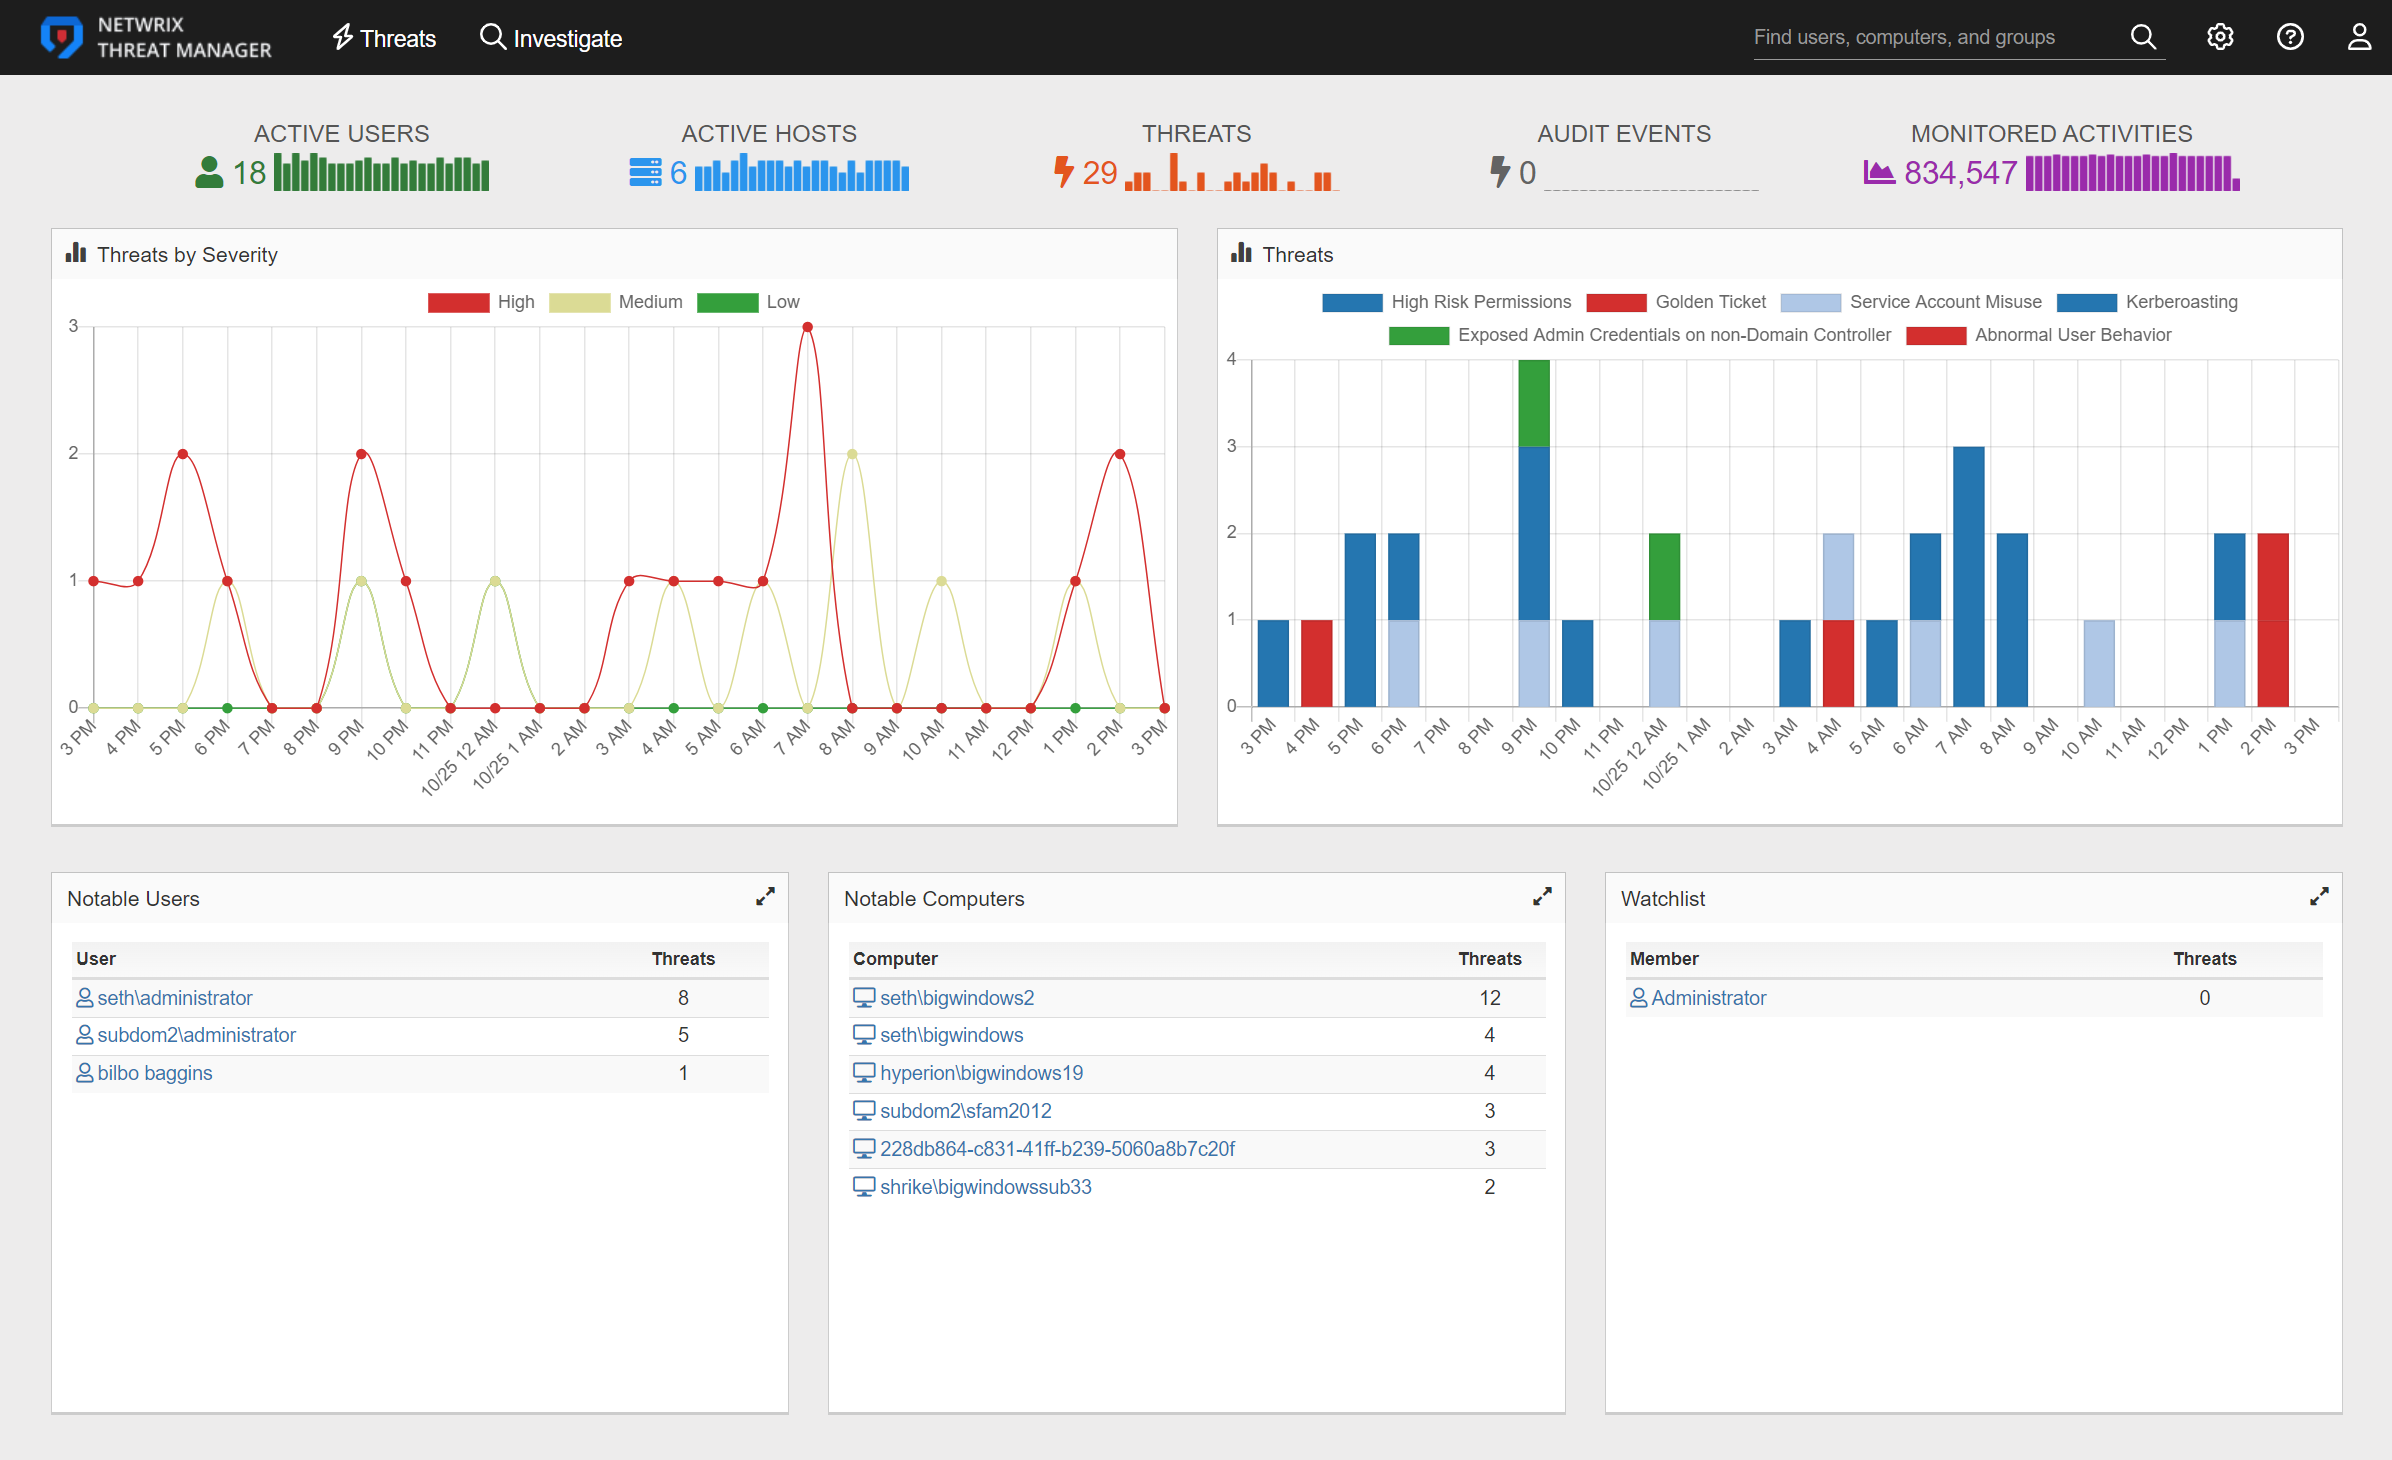 NETWRIX
THREAT MANAGER
Threats
Investigate
Find users, computers, and groups
ACTIVE USERS
18
ACTIVE HOSTS
6
THREATS
29
AUDIT EVENTS
0
MONITORED ACTIVITIES
834,547
Threats by Severity
High Medium Low
3
2
1
0
3 PM 4 PM 5 PM 6 PM 7 PM 8 PM 9 PM 10 PM 11 PM 10/25 12 AM 10/25 1 AM 2 AM 3 AM 4 AM 5 AM 6 AM 7 AM 8 AM 9 AM 10 AM 11 AM 12 PM 1 PM 2 PM 3 PM
Threats
High Risk Permissions Golden Ticket Service Account Misuse Kerberoasting
Exposed Admin Credentials on non-Domain Controller Abnormal User Behavior
4
3
2
1
0
3 PM 4 PM 5 PM 6 PM 7 PM 8 PM 9 PM 10 PM 11 PM 10/25 12 AM 10/25 1 AM 2 AM 3 AM 4 AM 5 AM 6 AM 7 AM 8 AM 9 AM 10 AM 11 AM 12 PM 1 PM 2 PM 3 PM
Notable Users
User Threats
seth\administrator 8
subdom2\administrator 5
bilbo baggins 1
Notable Computers
Computer Threats
seth\bigwindows2 12
seth\bigwindows 4
hyperion\bigwindows19 4
subdom2\sfam2012 3
228db864-c831-41ff-b239-5060a8b7c20f 3
shrike\bigwindowssub33 2
Watchlist
Member Threats
Administrator 0